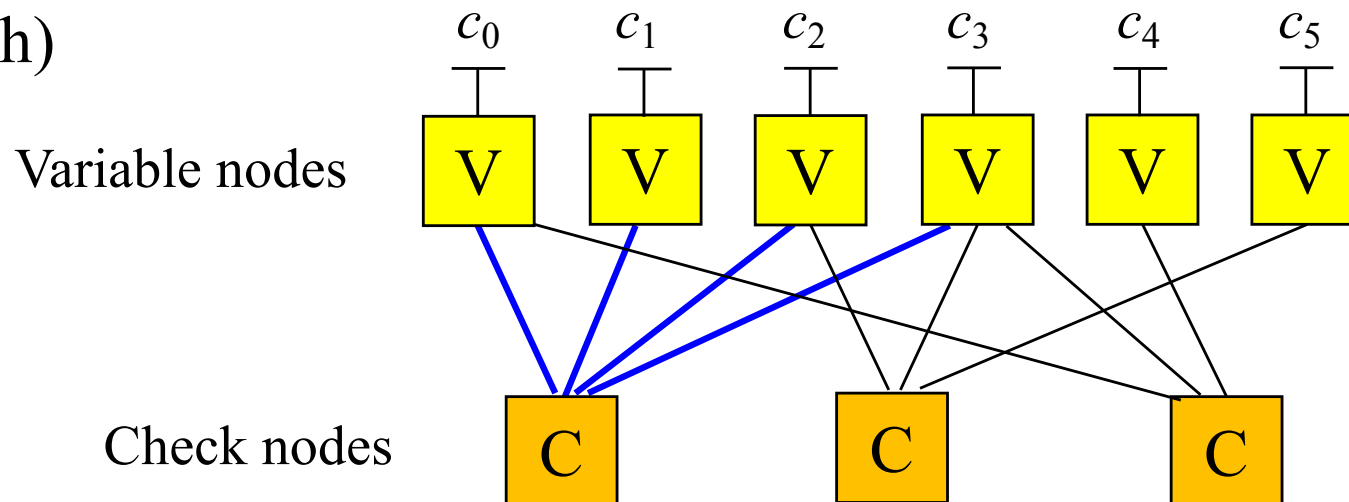 h)
c0 c1 c2 c3 c4 c5
Variable nodes V V V V V V
Check nodes C C C